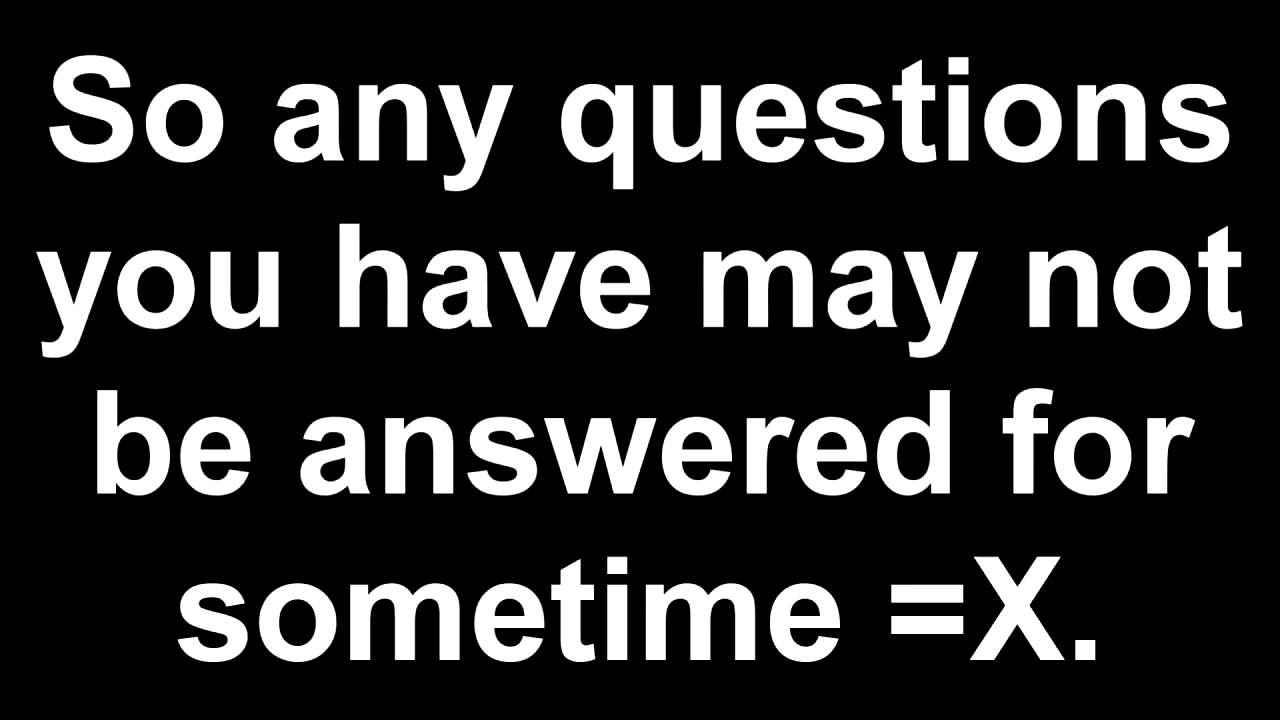 So any questions
you have may not
be answered for
sometime =X.